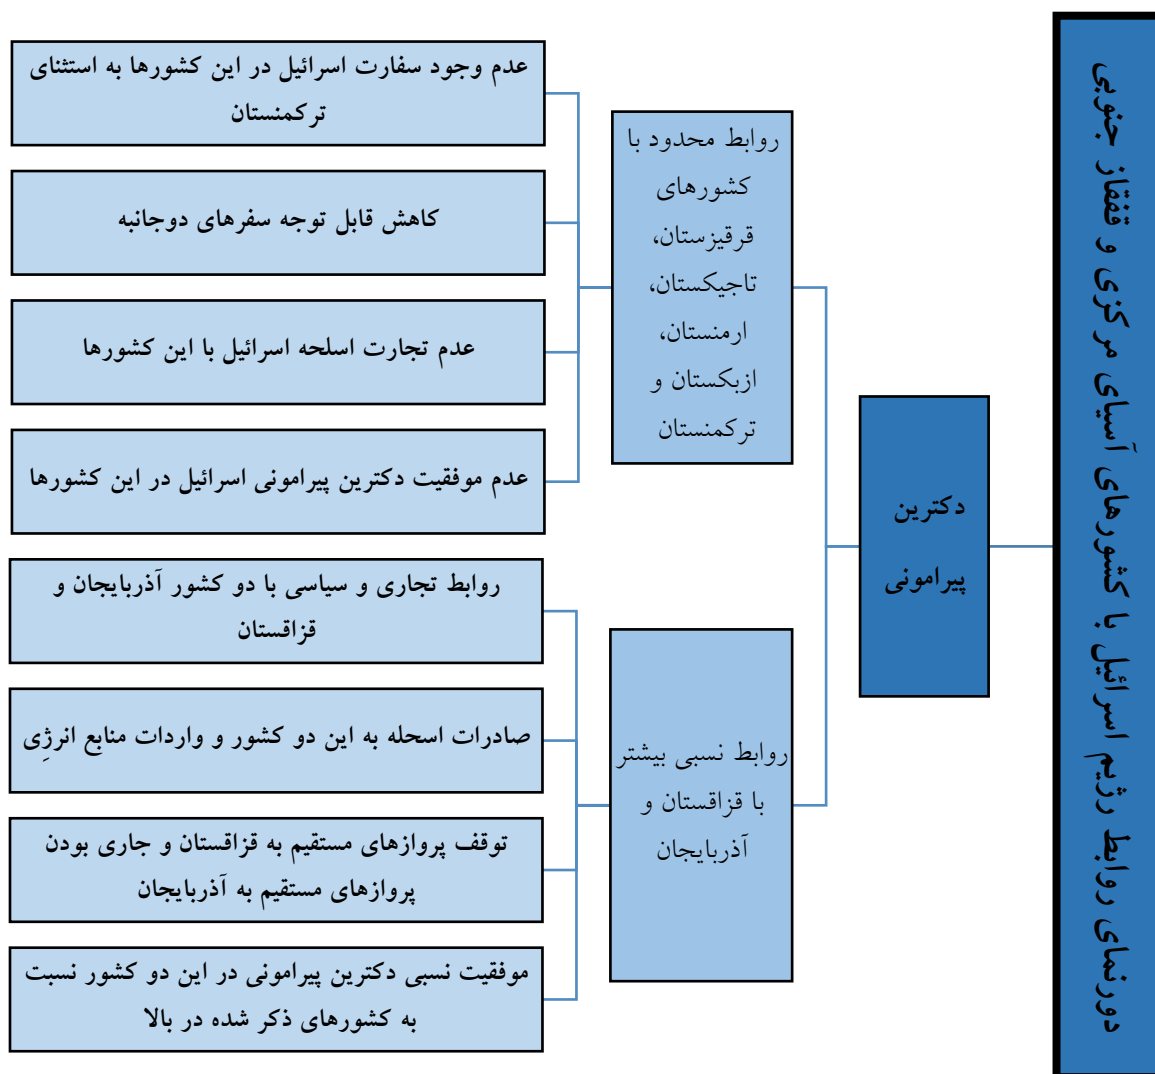 دورنمای روابط رژیم اسرائیل با کشورهای آسیای مرکزی و قفقاز جنوبی
دکترین
پیرامونی
روابط محدود با
کشورهای
قرقیزستان،
تاجیکستان،
ارمنستان،
ازبکستان و
ترکمنستان
عدم وجود سفارت اسرائیل در این کشورها به استثنای
ترکمنستان
کاهش قابل توجه سفرهای دوجانبه
عدم تجارت اسلحه اسرائیل با این کشورها
عدم موفقیت دکترین پیرامونی اسرائیل در این کشورها
روابط نسبی بیشتر
با قزاقستان و
آذربایجان
روابط تجاری و سیاسی با دو کشور آذربایجان و
قزاقستان
صادرات اسحله به این دو کشور و واردات منابع انرژِی
توقف پروازهای مستقیم به قزاقستان و جاری بودن
پروازهای مستقیم به آذربایجان
موفقیت نسبی دکترین پیرامونی در این دو کشور نسبت
به کشورهای ذکر شده در بالا